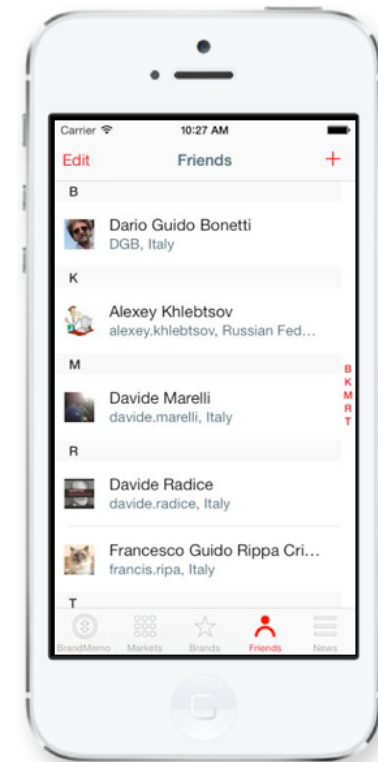 Carrier 10:27 AM
Edit Friends +
B
Dario Guido Bonetti
DGB, Italy
K
Alexey Khlebtsov
alexey.khlebtsov, Russian Fed...
M
Davide Marelli
davide.marelli, Italy
B
K
M
R
T
R
Davide Radice
davide.radice, Italy
Francesco Guido Rippa Cri...
francis.ripa, Italy
T
BrandMemo Markets Brands Friends News